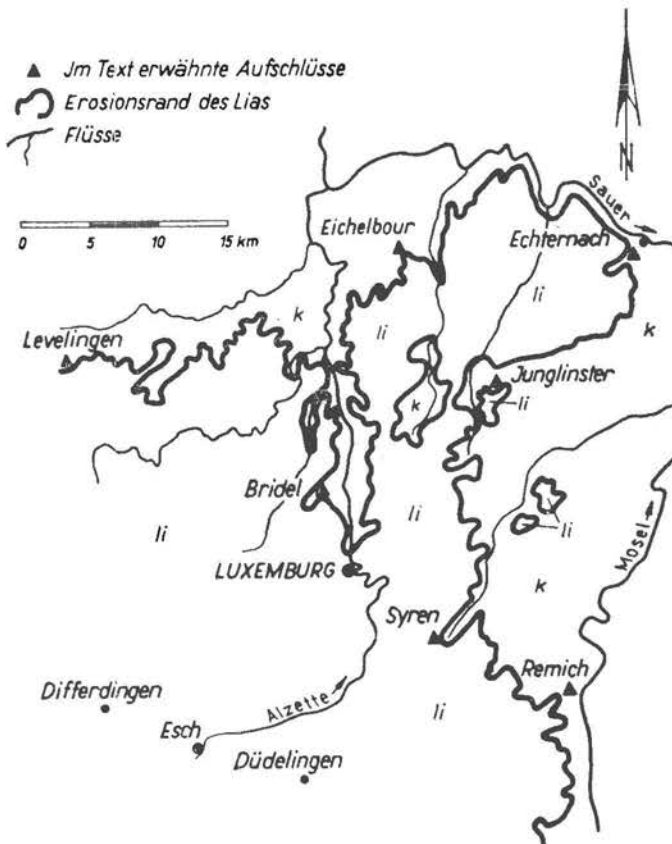 Jm Text erwähnte Aufschlüsse
Erosionsrand des Lias
Flüsse
N
0 5 10 15 km
Sauer
Eichelbour
Echternach
li
k
li
k
Levelingen
Junglinster
k
li
Bridel
li
li
li
Mosel
LUXEMBURG
k
Syren
Remich
Differdingen
Alzette
li
Esch
Düdelingen